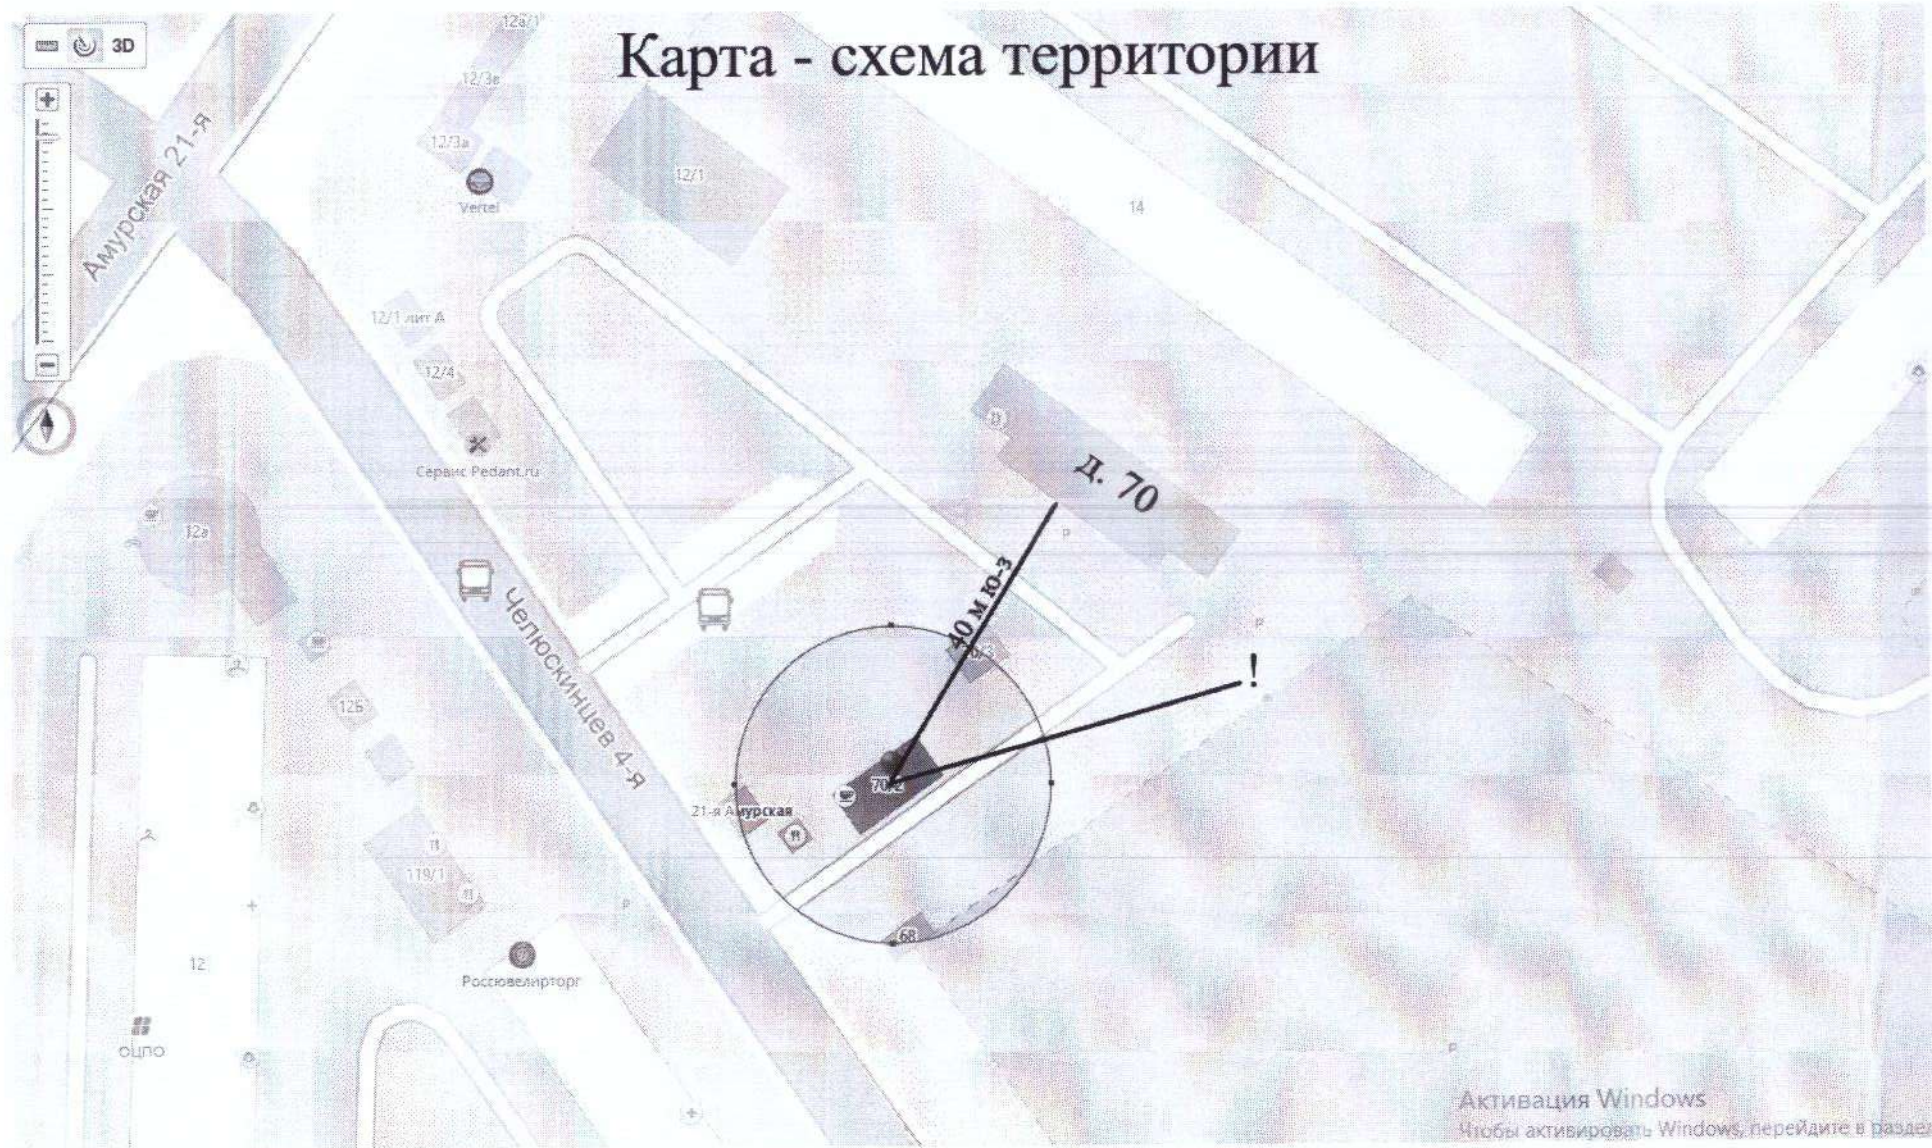 Карта - схема территории
3D
12а/1
12/3в
12/3а
Vertel
12/1
14
Амурская 21-я
12/1 лит А
12/4
Сервис Pedant.ru
д. 70
P
12а
40 м ю-з
Челюскинцев 4-я
P
!
12Б
70/2
21-я Амурская
119/1
P
68
12
Россювелирторг
ОЦПО
P
Активация Windows
Чтобы активировать Windows, перейдите в